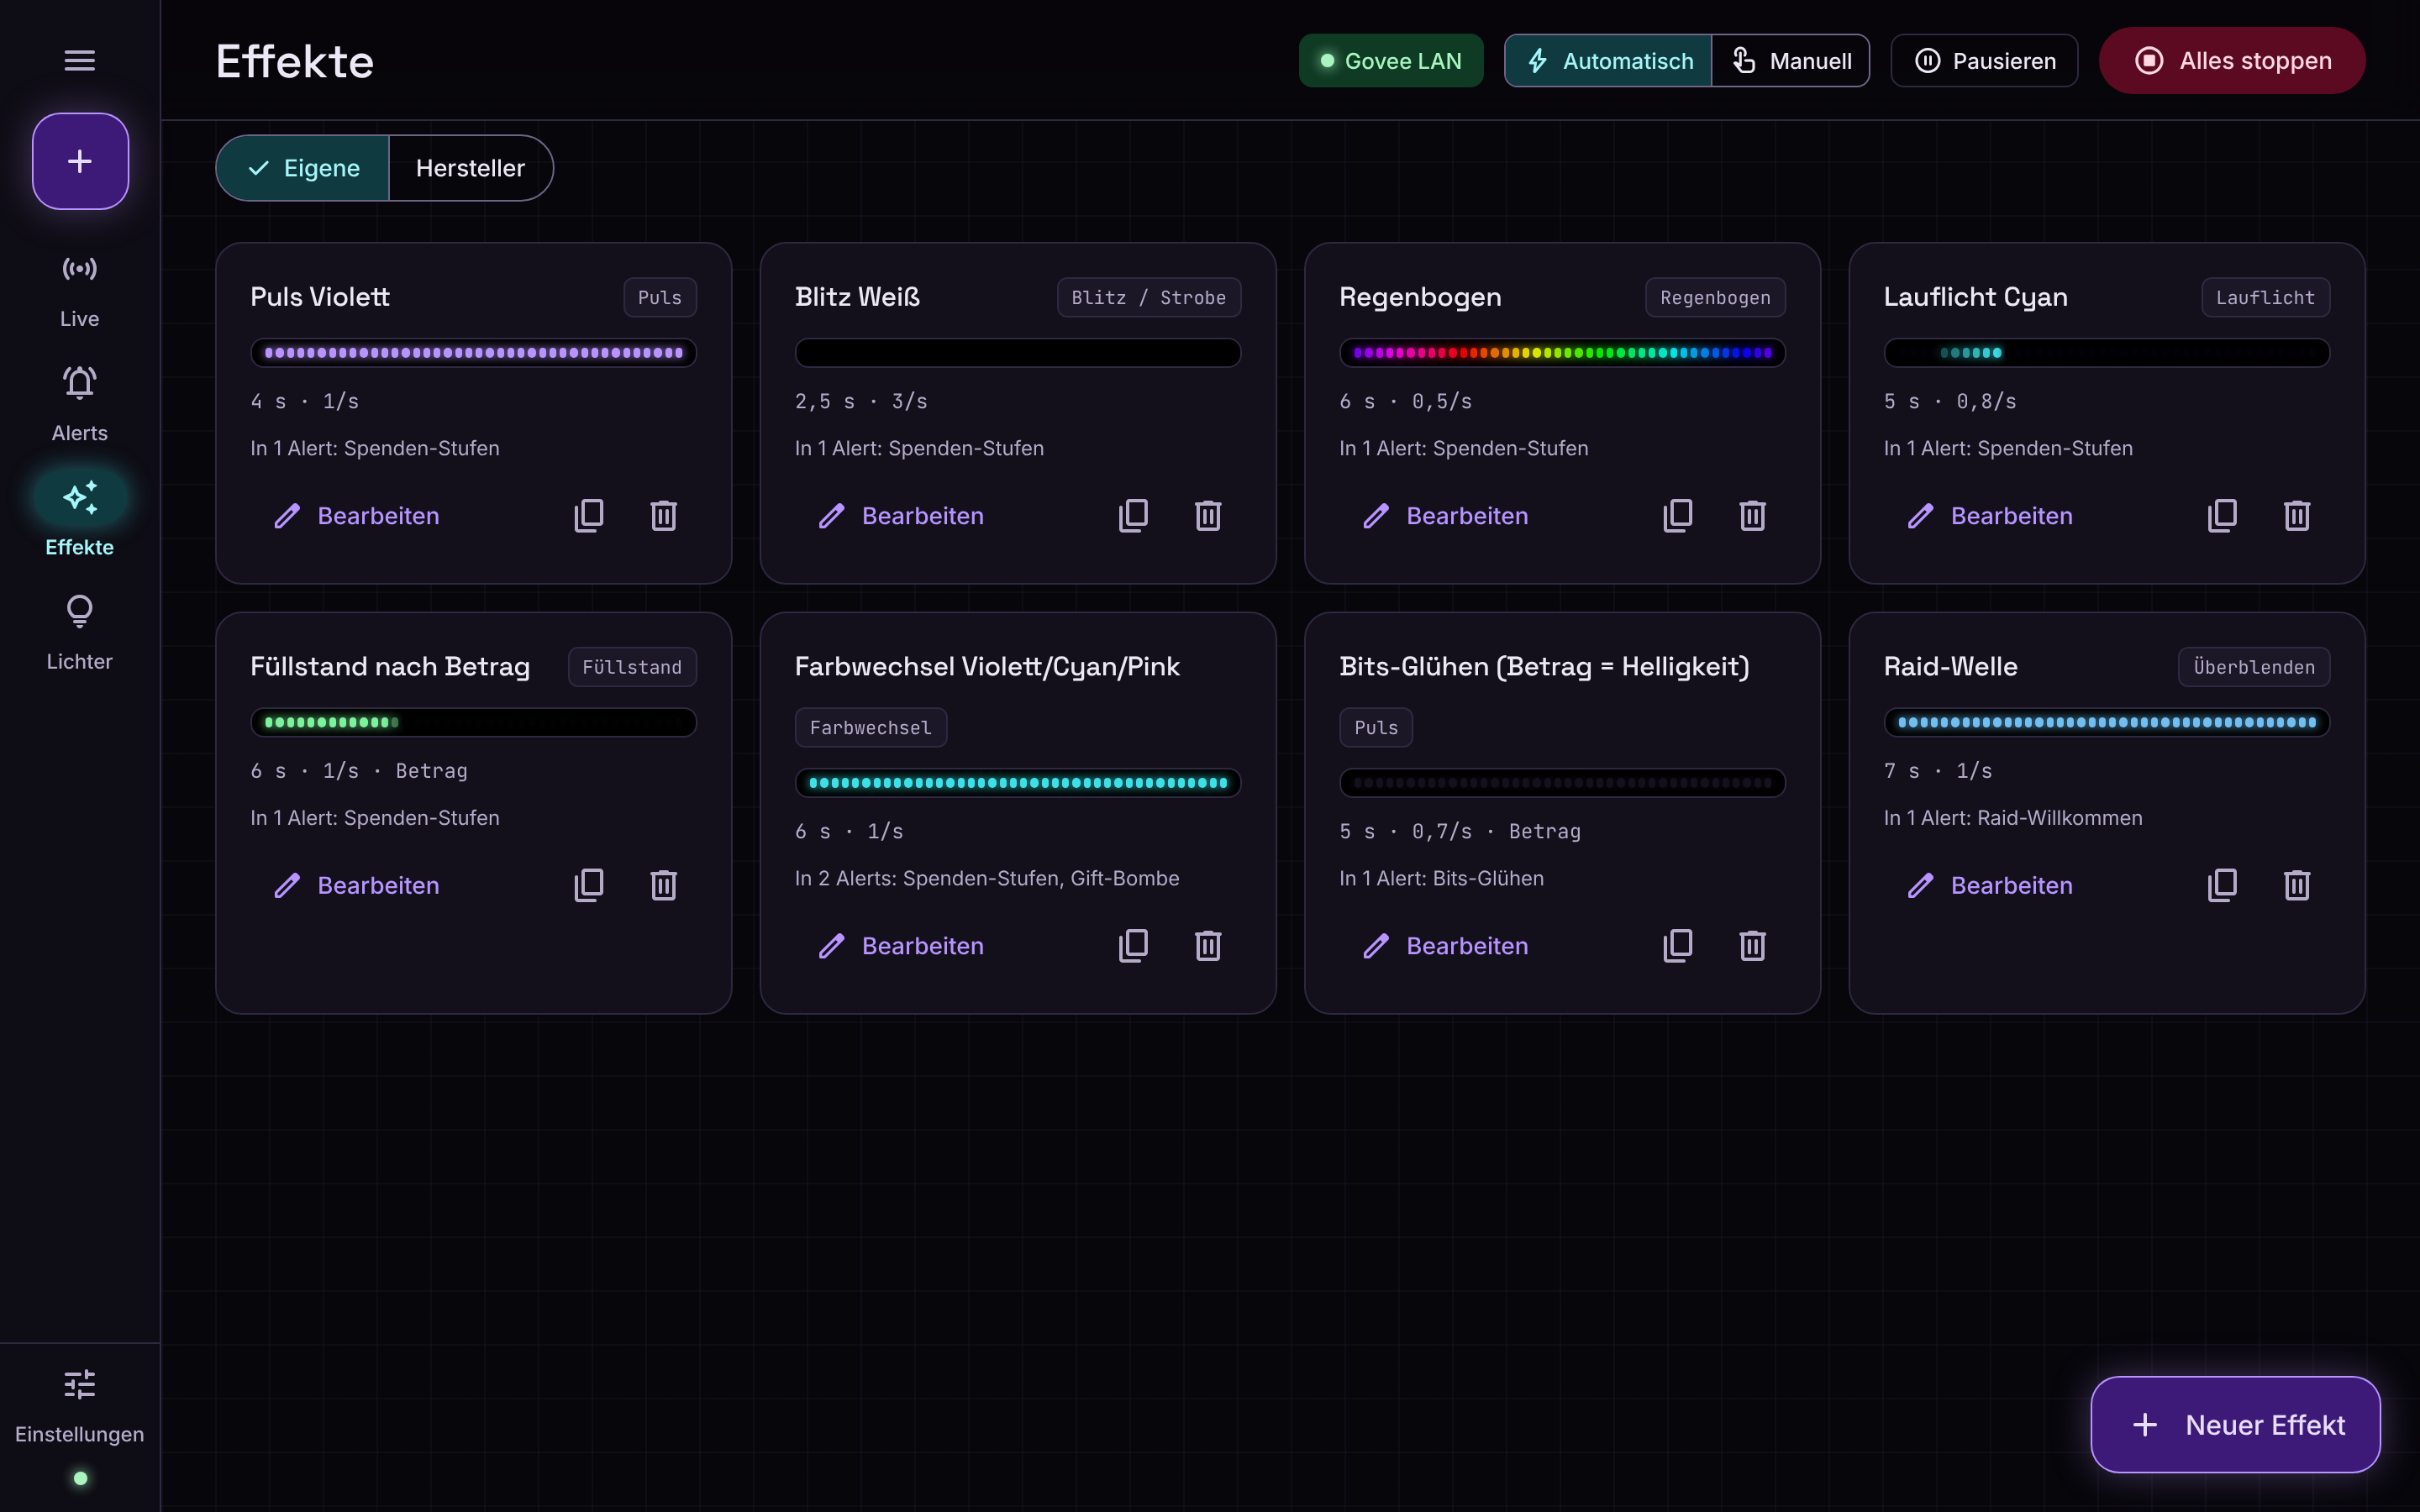 Effekte
Govee LAN
Automatisch
Manuell
Pausieren
Alles stoppen
Live
Alerts
Effekte
Lichter
Einstellungen
Eigene
Hersteller
Puls Violett
Puls
4 s · 1/s
In 1 Alert: Spenden-Stufen
Bearbeiten
Blitz Weiß
Blitz / Strobe
2,5 s · 3/s
In 1 Alert: Spenden-Stufen
Bearbeiten
Regenbogen
Regenbogen
6 s · 0,5/s
In 1 Alert: Spenden-Stufen
Bearbeiten
Lauflicht Cyan
Lauflicht
5 s · 0,8/s
In 1 Alert: Spenden-Stufen
Bearbeiten
Füllstand nach Betrag
Füllstand
6 s · 1/s · Betrag
In 1 Alert: Spenden-Stufen
Bearbeiten
Farbwechsel Violett/Cyan/Pink
Farbwechsel
6 s · 1/s
In 2 Alerts: Spenden-Stufen, Gift-Bombe
Bearbeiten
Bits-Glühen (Betrag = Helligkeit)
Puls
5 s · 0,7/s · Betrag
In 1 Alert: Bits-Glühen
Bearbeiten
Raid-Welle
Überblenden
7 s · 1/s
In 1 Alert: Raid-Willkommen
Bearbeiten
Neuer Effekt